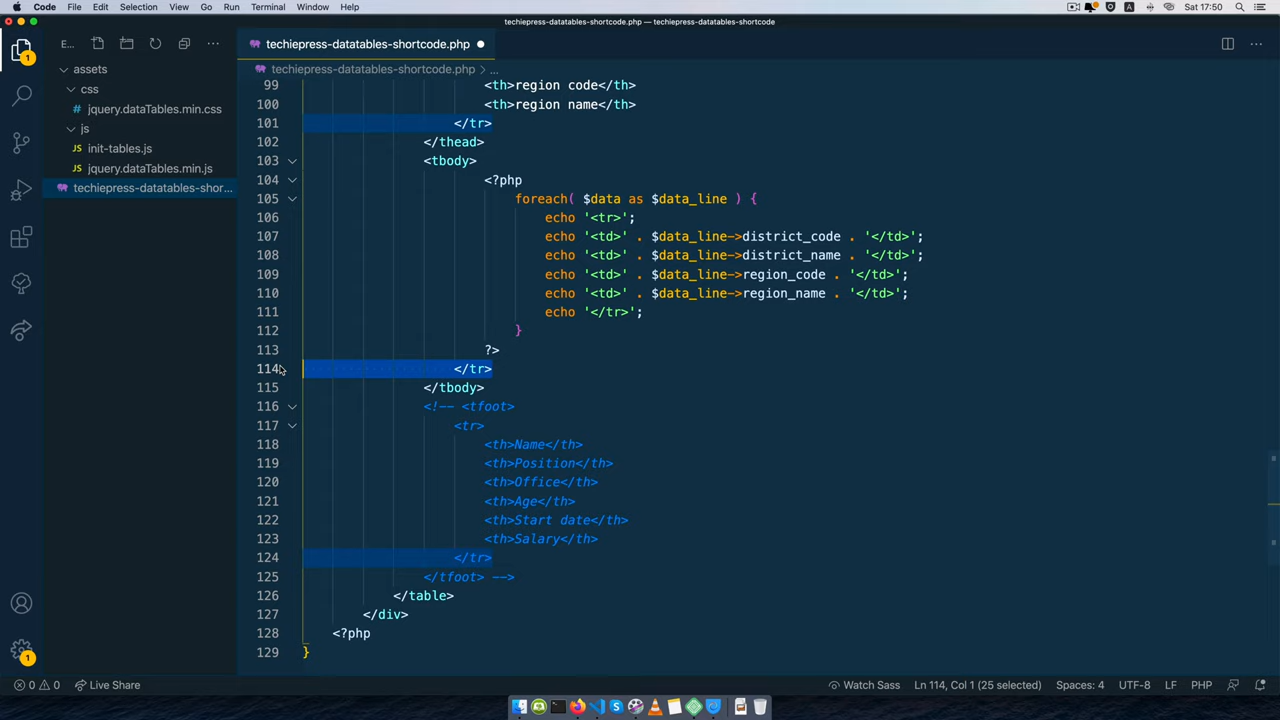 Code File Edit Selection View Go Run Terminal Window Help Sat 17:50
techiepress-datatables-shortcode.php — techiepress-datatables-shortcode
E...
assets
css
# jquery.dataTables.min.css
js
JS init-tables.js
JS jquery.dataTables.min.js
techiepress-datatables-shor...
1
1
techiepress-datatables-shortcode.php
techiepress-datatables-shortcode.php > ...
99 <th>region code</th>
100 <th>region name</th>
101 </tr>
102 </thead>
103 <tbody>
104 <?php
105 foreach( $data as $data_line ) {
106 echo '<tr>';
107 echo '<td>' . $data_line->district_code . '</td>';
108 echo '<td>' . $data_line->district_name . '</td>';
109 echo '<td>' . $data_line->region_code . '</td>';
110 echo '<td>' . $data_line->region_name . '</td>';
111 echo '</tr>';
112 }
113 ?>
114 </tr>
115 </tbody>
116 <!-- <tfoot>
117 <tr>
118 <th>Name</th>
119 <th>Position</th>
120 <th>Office</th>
121 <th>Age</th>
122 <th>Start date</th>
123 <th>Salary</th>
124 </tr>
125 </tfoot> -->
126 </table>
127 </div>
128 <?php
129 }
0 0 Live Share Watch Sass Ln 114, Col 1 (25 selected) Spaces: 4 UTF-8 LF PHP